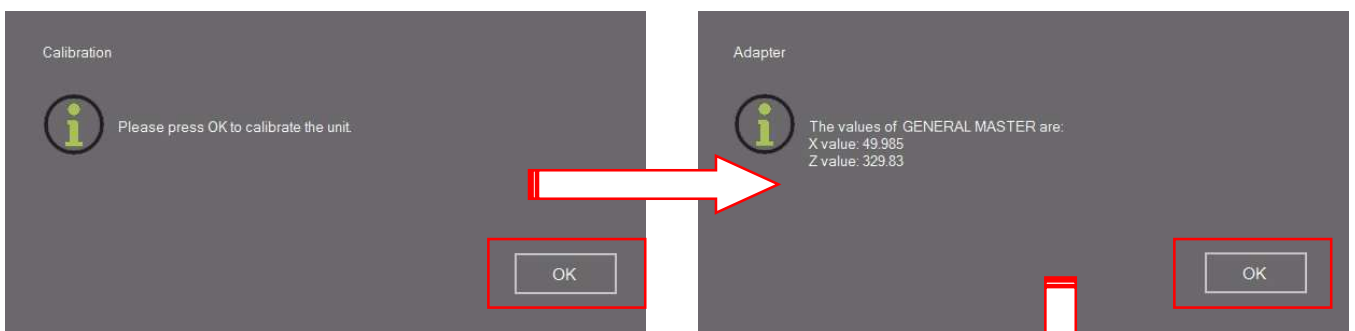 Calibration
Please press OK to calibrate the unit.
OK
Adapter
The values of GENERAL MASTER are:
X value: 49.985
Z value: 329.83
OK